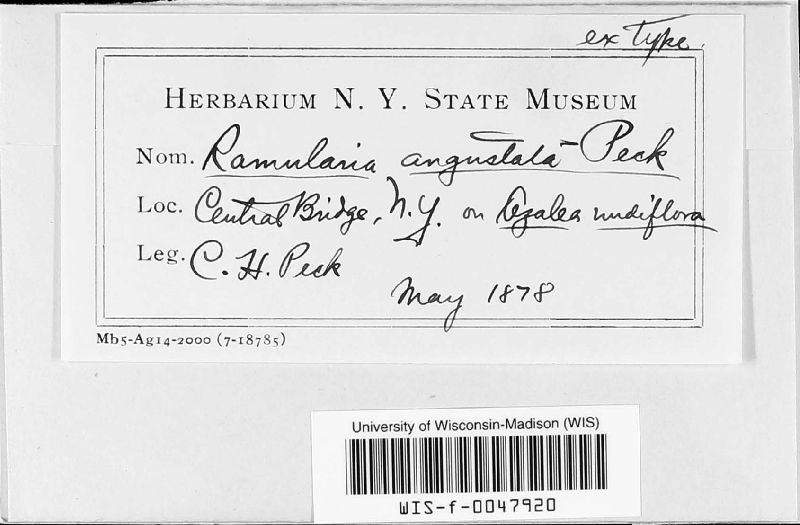 ex Type.
HERBARIUM N. Y. STATE MUSEUM
Nom. Ramularia angustata Peck
Loc. Central Bridge, N.Y. on Azalea nudiflora
Leg. C. H. Peck
May 1878
Mb5-Ag14-2000 (7-18785)
University of Wisconsin-Madison (WIS)
WIS-f-0047920